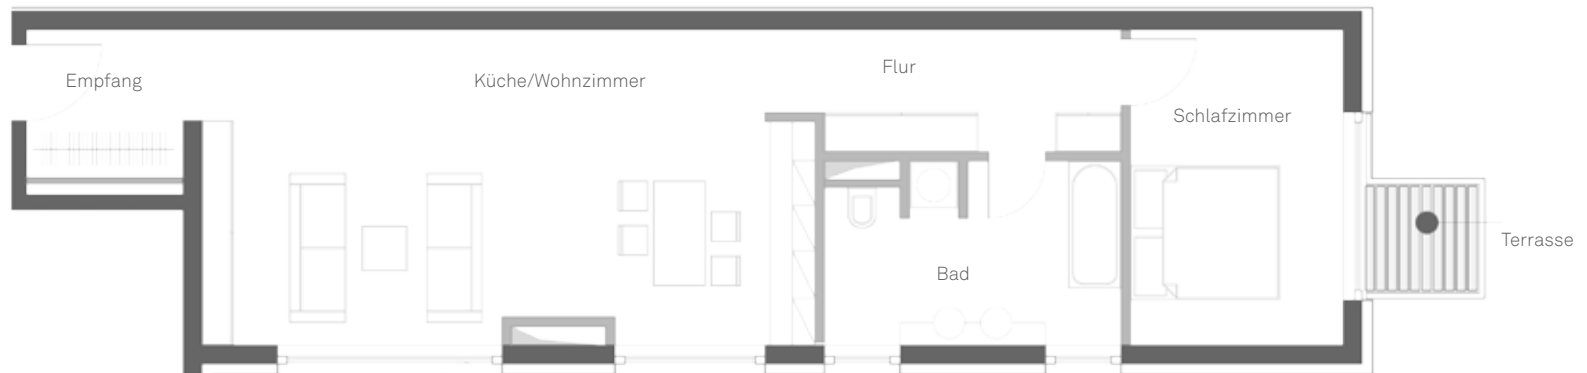 Empfang
Küche/Wohnzimmer
Flur
Schlafzimmer
Terrasse
Bad